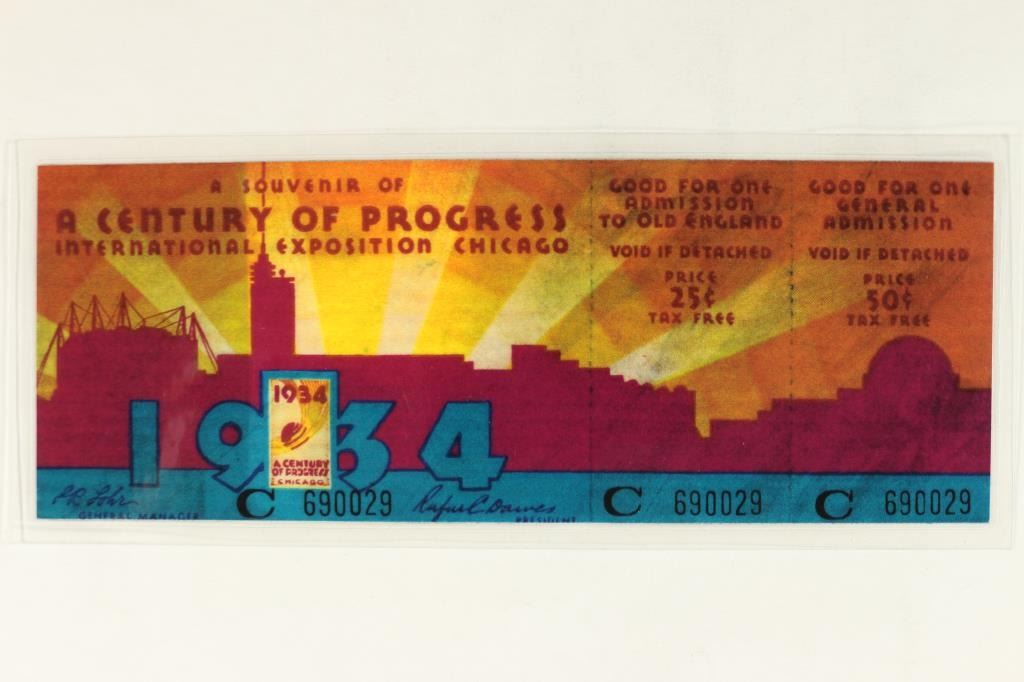 A SOUVENIR OF
A CENTURY OF PROGRESS
INTERNATIONAL EXPOSITION CHICAGO
GOOD FOR ONE
ADMISSION
TO OLD ENGLAND
VOID IF DETACHED
PRICE
25¢
TAX FREE
GOOD FOR ONE
GENERAL
ADMISSION
VOID IF DETACHED
PRICE
50¢
TAX FREE
1934
1934
A CENTURY
OF PROGRESS
CHICAGO
GENERAL MANAGER
C 690029
Rufus C. Dawes
PRESIDENT
C 690029
C 690029